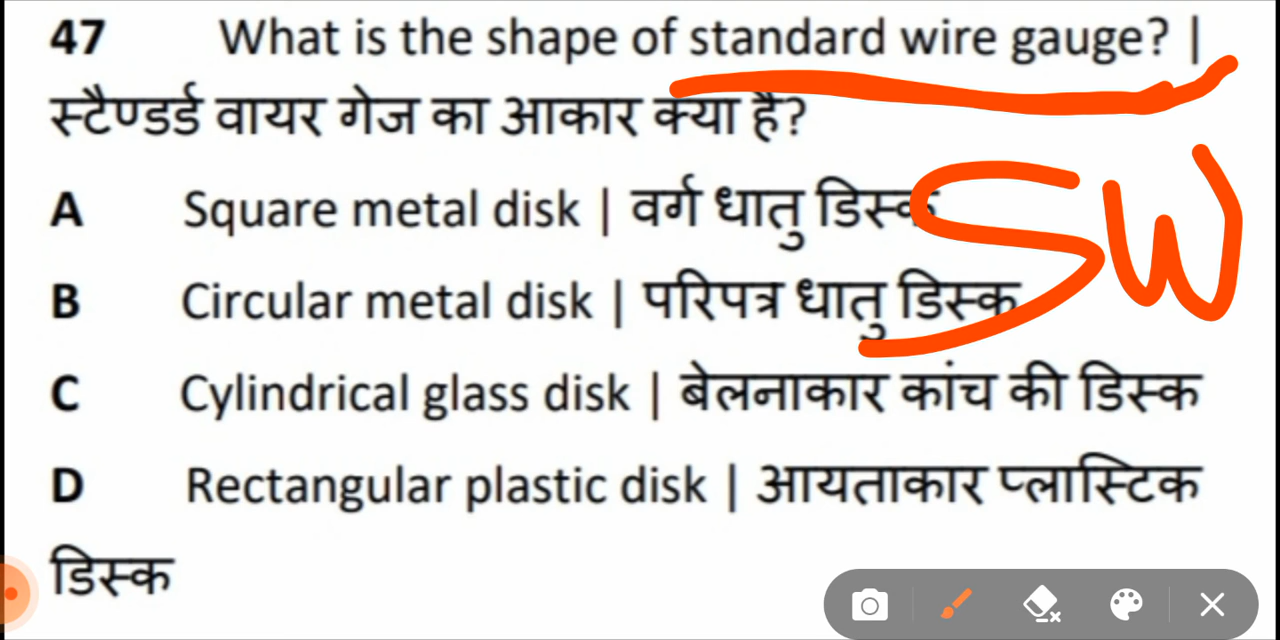 47 What is the shape of standard wire gauge? |
स्टैण्डर्ड वायर गेज का आकार क्या है?
A Square metal disk | वर्ग धातु डिस्क
B Circular metal disk | परिपत्र धातु डिस्क
C Cylindrical glass disk | बेलनाकार कांच की डिस्क
D Rectangular plastic disk | आयताकार प्लास्टिक
डिस्क
SW